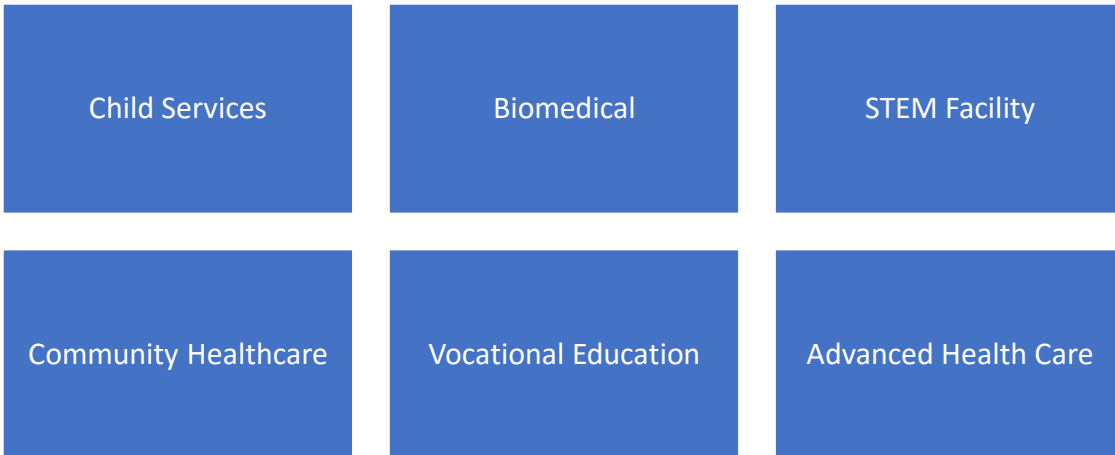 Child Services
Biomedical
STEM Facility
Community Healthcare
Vocational Education
Advanced Health Care